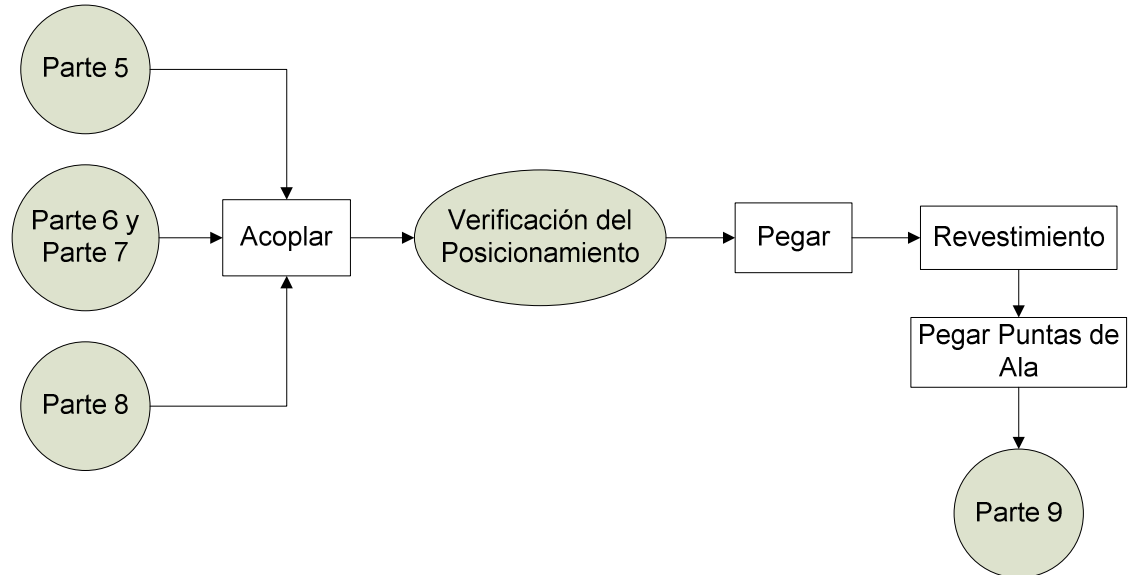 Parte 5
Parte 6 y
Parte 7
Acoplar
Verificación del
Posicionamiento
Pegar
Revestimiento
Pegar Puntas de
Ala
Parte 8
Parte 9